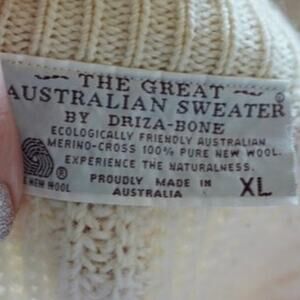 THE GREAT
AUSTRALIAN SWEATER®
BY DRIZA-BONE
ECOLOGICALLY FRIENDLY AUSTRALIAN
MERINO-CROSS 100% PURE NEW WOOL.
EXPERIENCE THE NATURALNESS.
PROUDLY MADE IN
AUSTRALIA
XL
®
E NEW WOOL